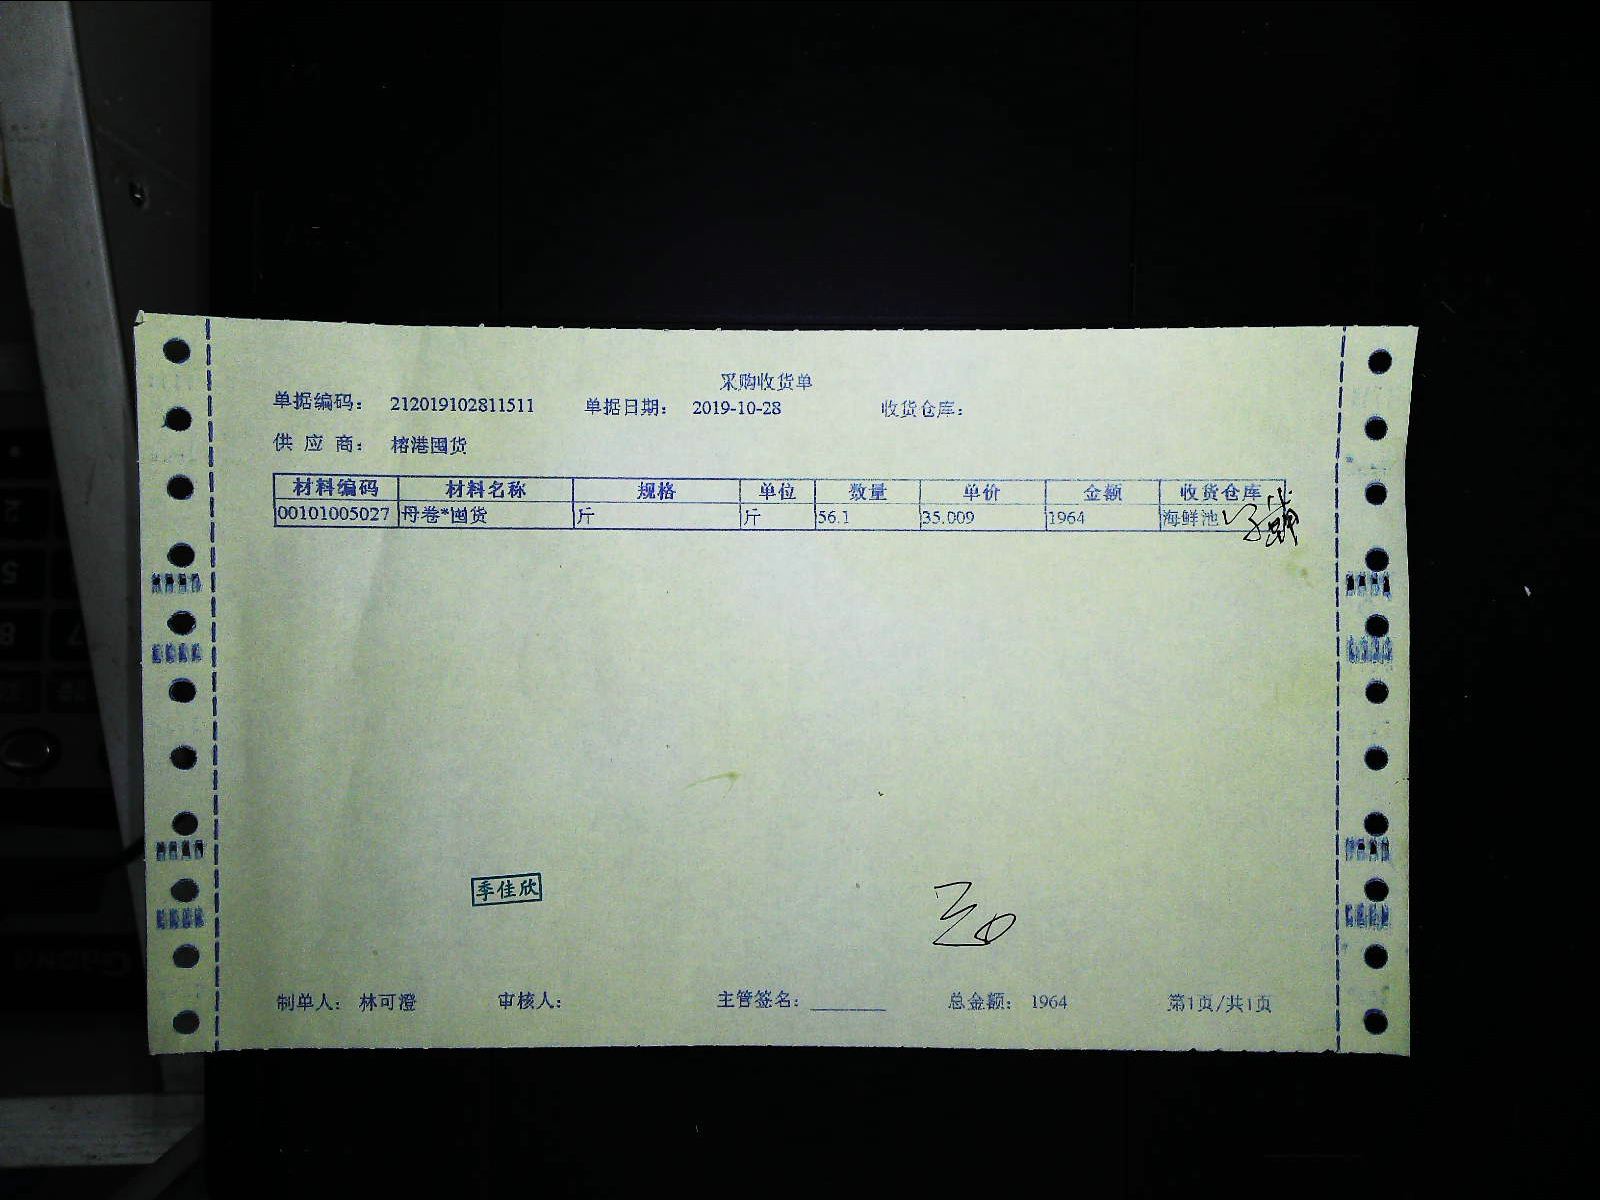 采购收货单
单据编码： 212019102811511 单据日期： 2019-10-28 收货仓库：
供 应 商： 榕港囤货
材料编码 材料名称 规格 单位 数量 单价 金额 收货仓库
00101005027 母卷*囤货 斤 斤 56.1 35.009 1964 海鲜池
季佳欣
制单人： 林可澄 审核人： 主管签名： 总金额： 1964 第1页/共1页